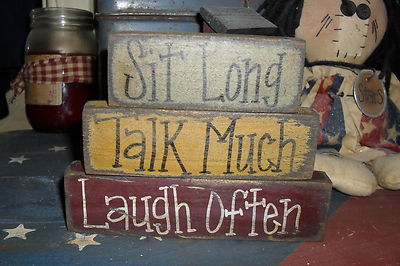 Sit Long
Talk Much
Laugh Often